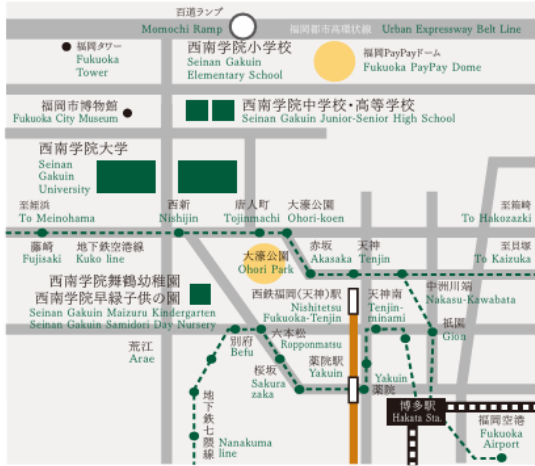 百道ランプ
Momochi Ramp
福岡都市高環状線 Urban Expressway Belt Line
福岡タワー
Fukuoka
Tower
西南学院小学校
Seinan Gakuin
Elementary School
福岡PayPayドーム
Fukuoka PayPay Dome
福岡市博物館
Fukuoka City Museum
西南学院中学校・高等学校
Seinan Gakuin Junior-Senior High School
西南学院大学
Seinan
Gakuin
University
至姪浜
To Meinohama
西新
Nishijin
唐人町
Tojinmachi
大濠公園
Ohori-koen
至箱崎
To Hakozazki
藤崎
Fujisaki
地下鉄空港線
Kuko line
大濠公園
Ohori Park
赤坂
Akasaka
天神
Tenjin
至貝塚
To Kaizuka
西南学院舞鶴幼稚園
西南学院早緑子供の園
Seinan Gakuin Maizuru Kindergarten
Seinan Gakuin Samidori Day Nursery
西鉄福岡(天神)駅
Nishitetsu
Fukuoka-Tenjin
天神南
Tenjin-
minami
中洲川端
Nakasu-Kawabata
祇園
Gion
荒江
Arae
別府
Befu
六本松
Ropponmatsu
桜坂
Sakura
zaka
薬院駅
Yakuin
Yakuin
薬院
博多駅
Hakata Sta.
福岡空港
Fukuoka
Airport
地下鉄七隈線
Nanakuma
line